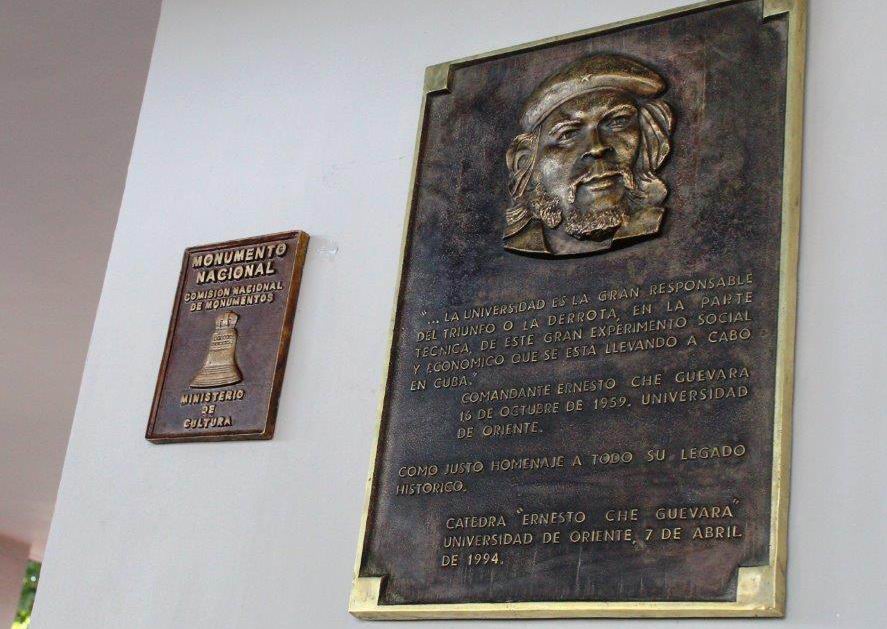 MONUMENTO
NACIONAL
COMISION NACIONAL
DE MONUMENTOS
MINISTERIO
DE
CULTURA
"... LA UNIVERSIDAD ES LA GRAN RESPONSABLE
DEL TRIUNFO O LA DERROTA, EN LA PARTE
TECNICA, DE ESTE GRAN EXPERIMENTO SOCIAL
Y ECONOMICO QUE SE ESTA LLEVANDO A CABO
EN CUBA."
COMANDANTE ERNESTO CHE GUEVARA
16 DE OCTUBRE DE 1959. UNIVERSIDAD
DE ORIENTE.
COMO JUSTO HOMENAJE A TODO SU LEGADO
HISTORICO.
CATEDRA "ERNESTO CHE GUEVARA"
UNIVERSIDAD DE ORIENTE, 7 DE ABRIL
DE 1994.